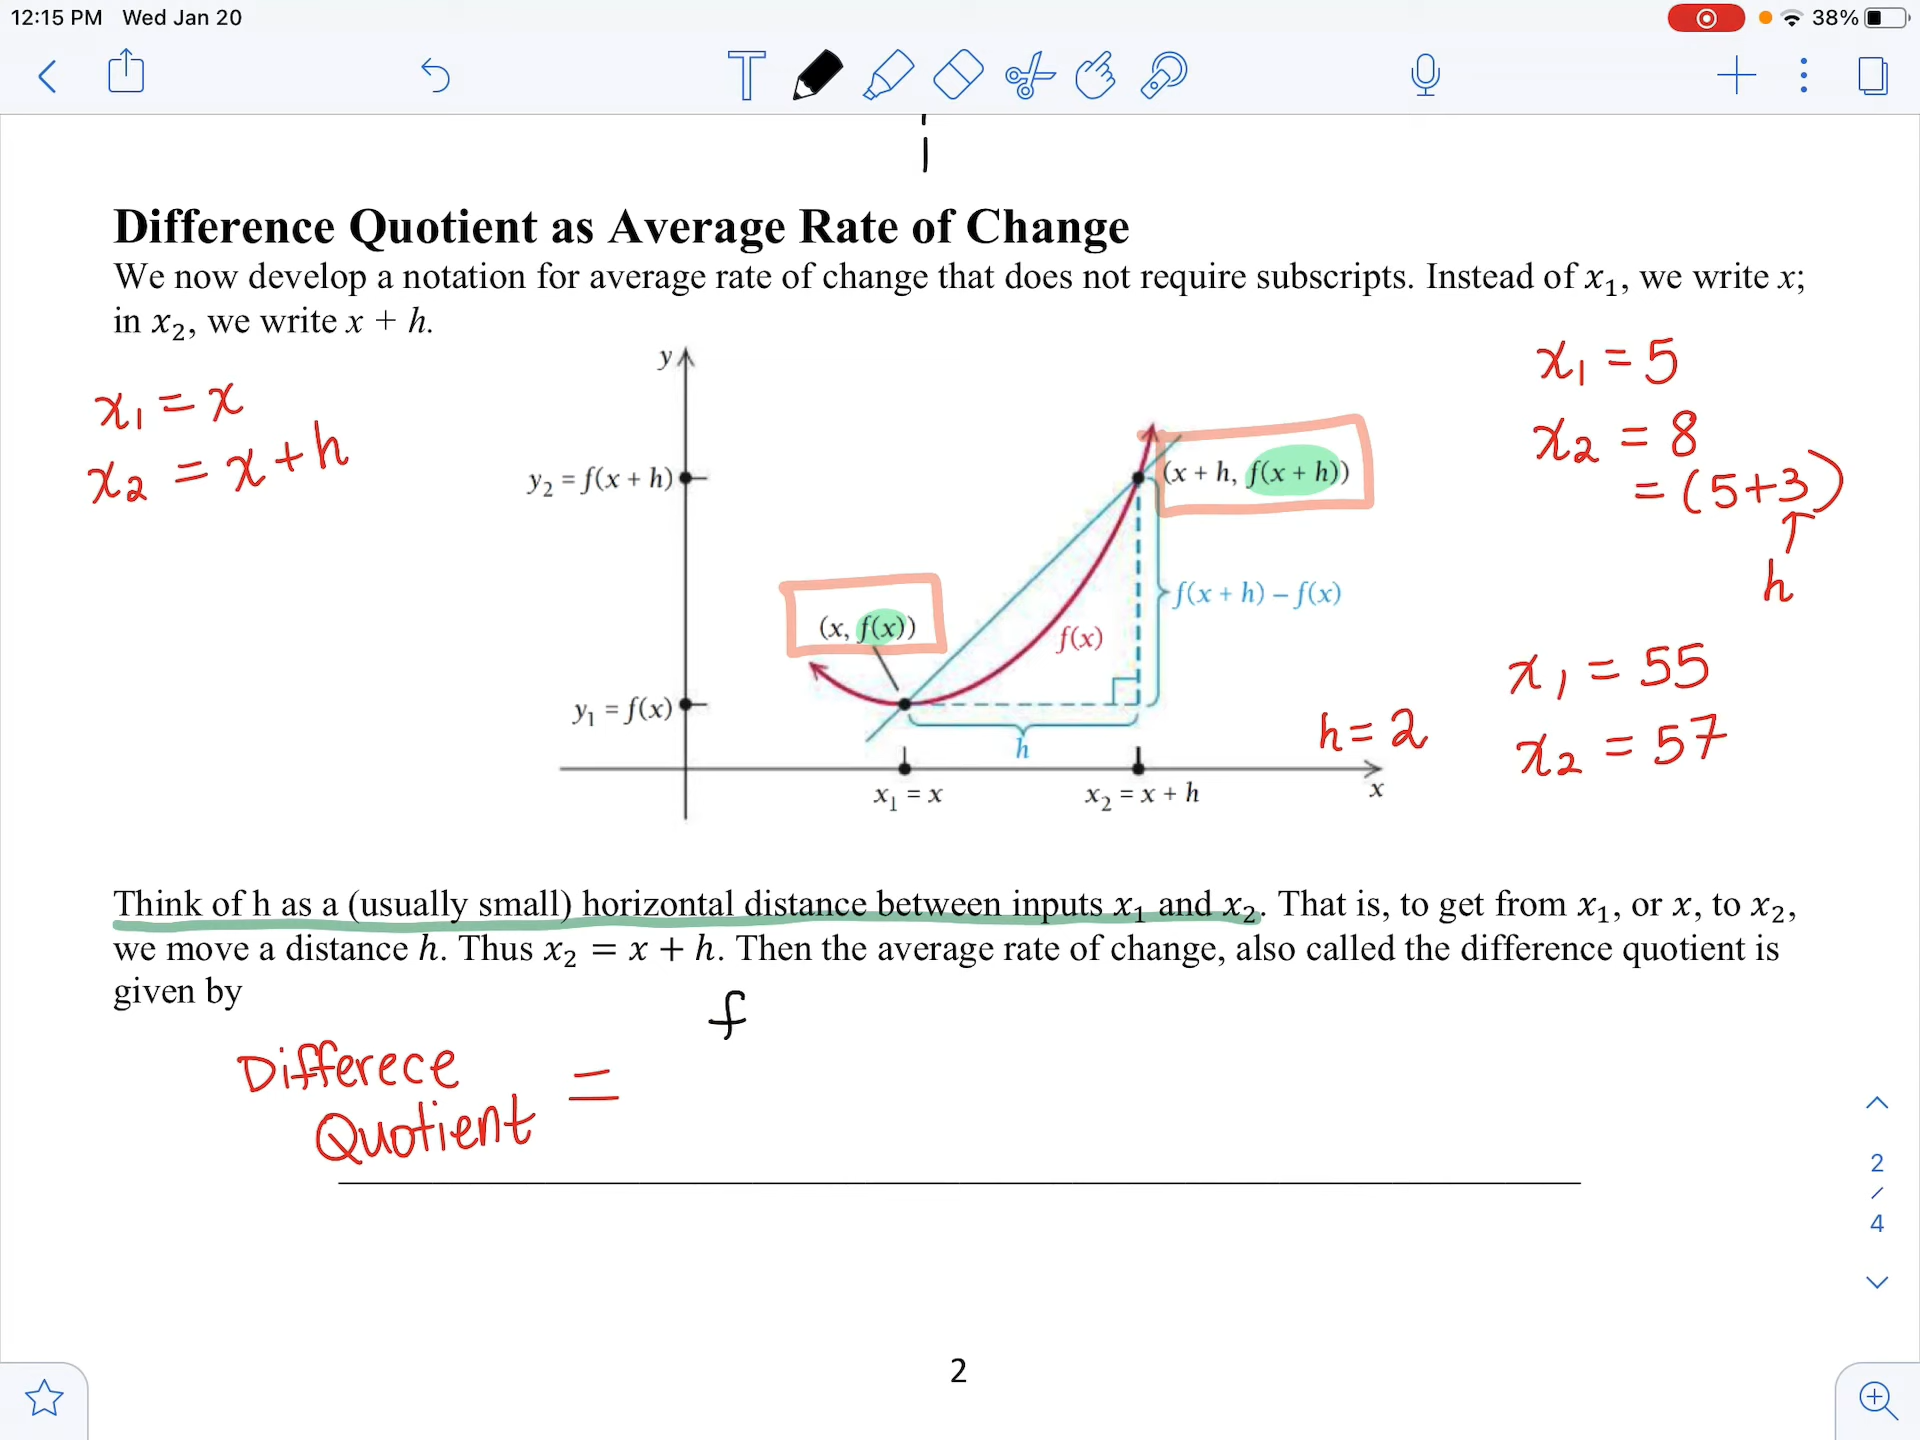 12:15 PM Wed Jan 20
38%
T
Difference Quotient as Average Rate of Change
We now develop a notation for average rate of change that does not require subscripts. Instead of x₁, we write x;
in x₂, we write x + h.
x₁ = x
x₂ = x + h
x₁ = 5
x₂ = 8
= (5+3)
h
y
y₂ = f(x + h)
(x + h, f(x + h))
f(x + h) – f(x)
(x, f(x))
f(x)
y₁ = f(x)
h
x₁ = x
x₂ = x + h
x
x₁ = 55
h = 2
x₂ = 57
Think of h as a (usually small) horizontal distance between inputs x₁ and x₂. That is, to get from x₁, or x, to x₂,
we move a distance h. Thus x₂ = x + h. Then the average rate of change, also called the difference quotient is
given by
f
Differece
Quotient =
2
/
4
2